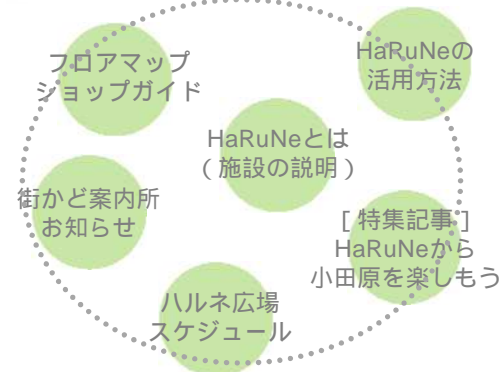 フロアマップ
ショップガイド
HaRuNeの
活用方法
HaRuNeとは
(施設の説明)
街かど案内所
お知らせ
[特集記事]
HaRuNeから
小田原を楽しもう
ハルネ広場
スケジュール